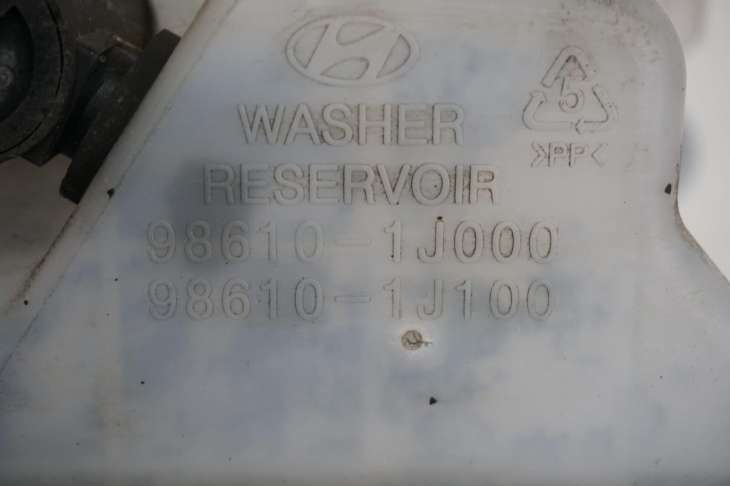 WASHER
RESERVOIR
98610-1J000
98610-1J100
5
>PP<